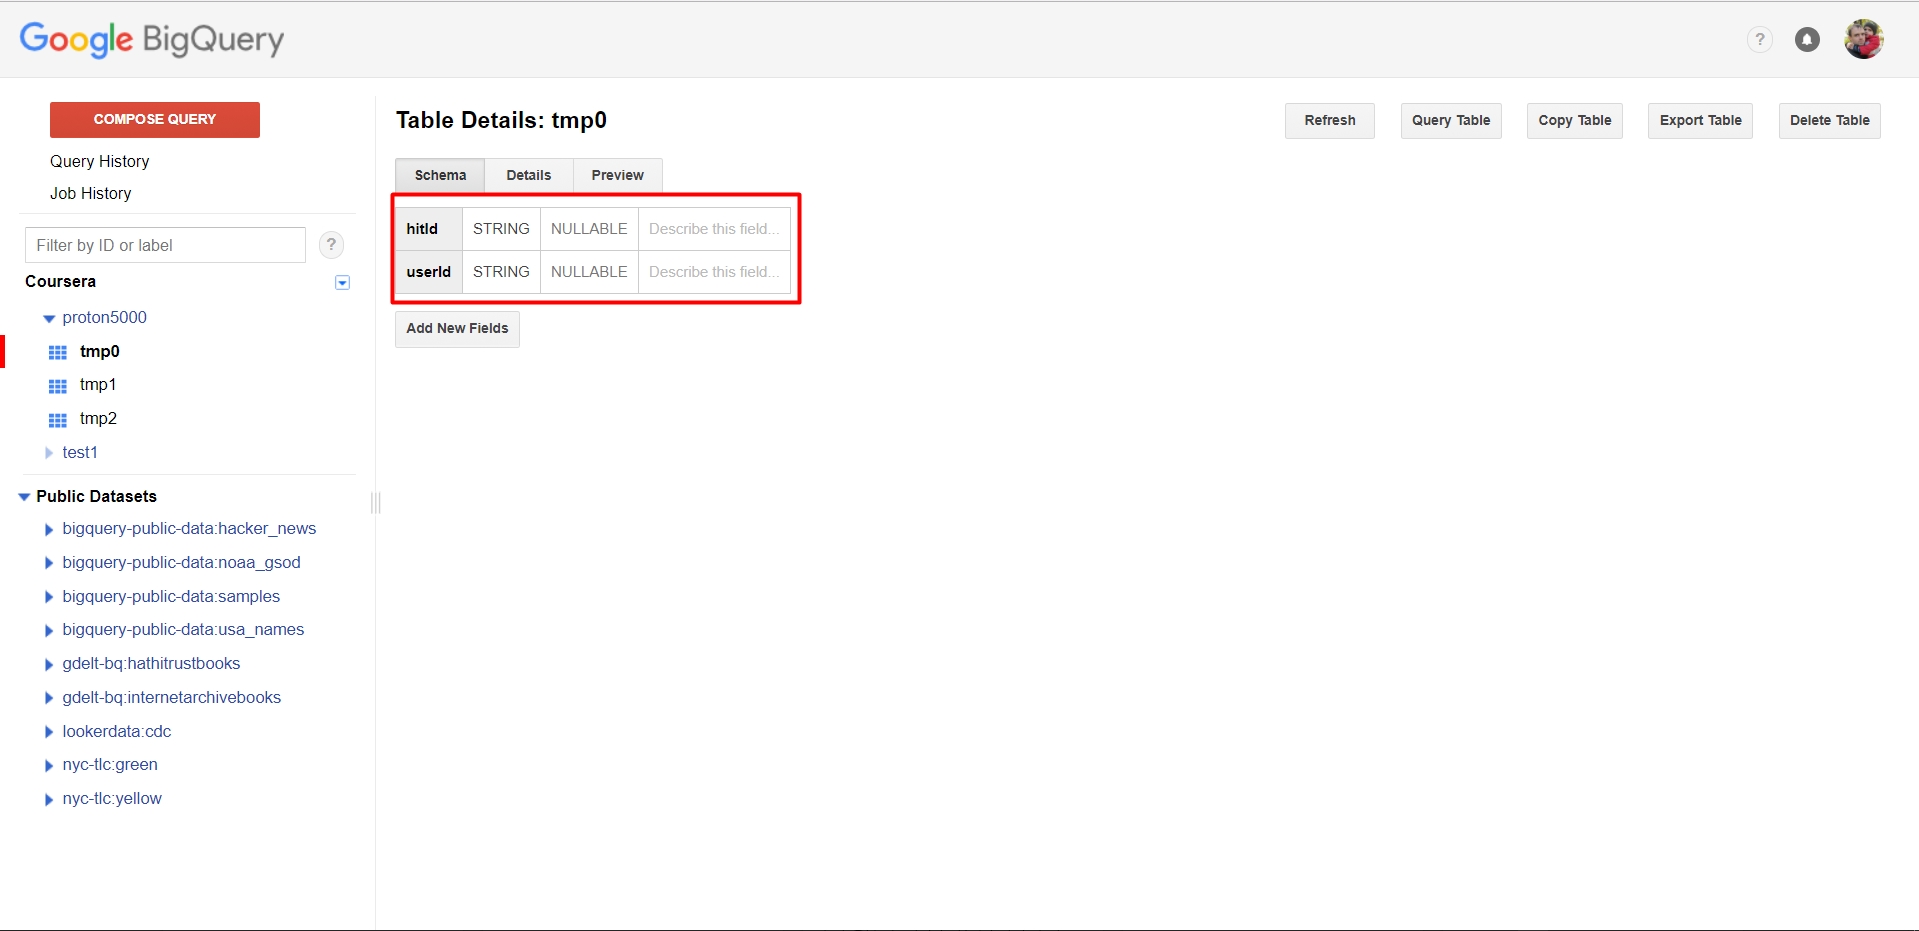 Google BigQuery
?
COMPOSE QUERY
Query History
Job History
Filter by ID or label
?
Coursera
proton5000
tmp0
tmp1
tmp2
test1
Public Datasets
bigquery-public-data:hacker_news
bigquery-public-data:noaa_gsod
bigquery-public-data:samples
bigquery-public-data:usa_names
gdelt-bq:hathitrustbooks
gdelt-bq:internetarchivebooks
lookerdata:cdc
nyc-tlc:green
nyc-tlc:yellow
Table Details: tmp0
Refresh Query Table Copy Table Export Table Delete Table
Schema Details Preview
hitId STRING NULLABLE Describe this field...
userId STRING NULLABLE Describe this field...
Add New Fields